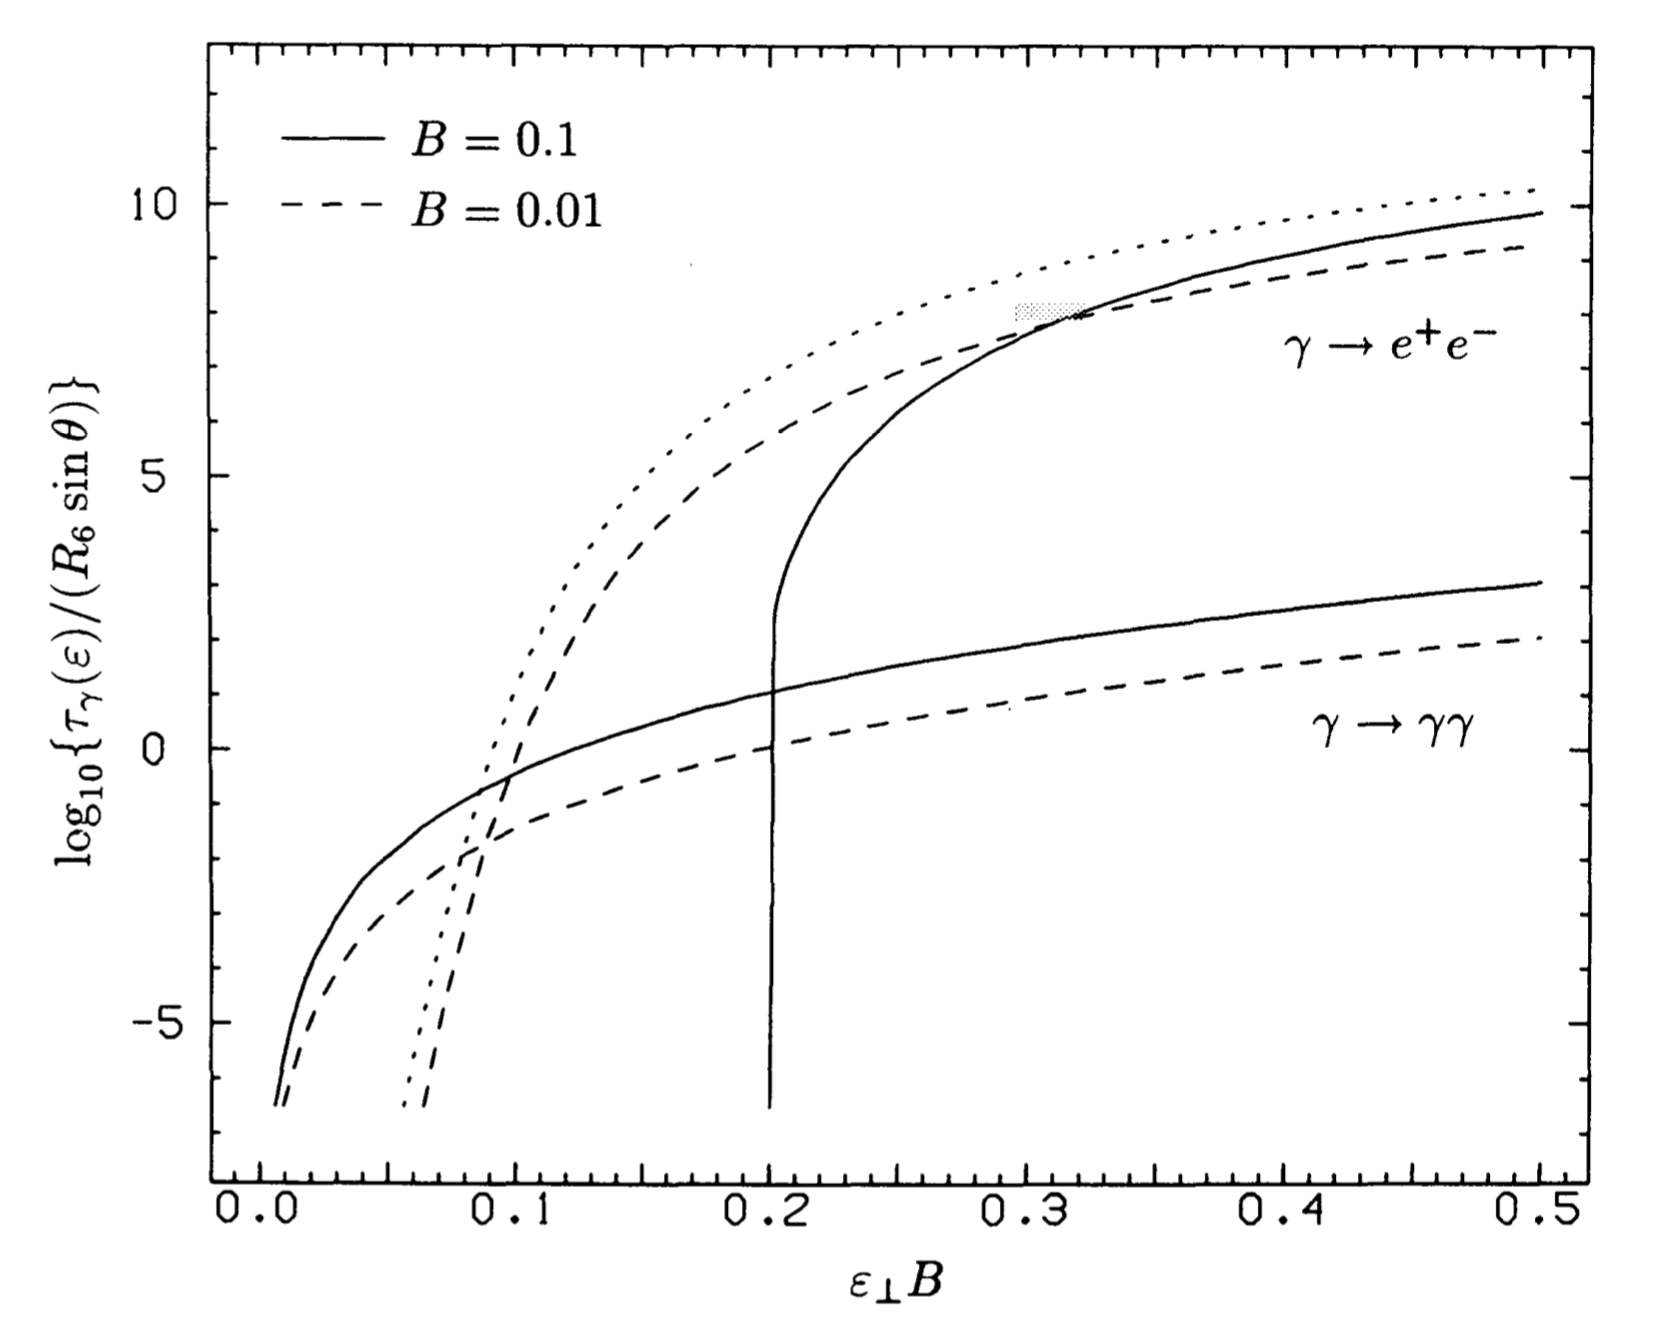 B = 0.1
B = 0.01
10
5
0
-5
log₁₀{τᵧ(ε)/(R₆ sin θ)}
γ → e⁺e⁻
γ → γγ
0.0 0.1 0.2 0.3 0.4 0.5
ε⊥B